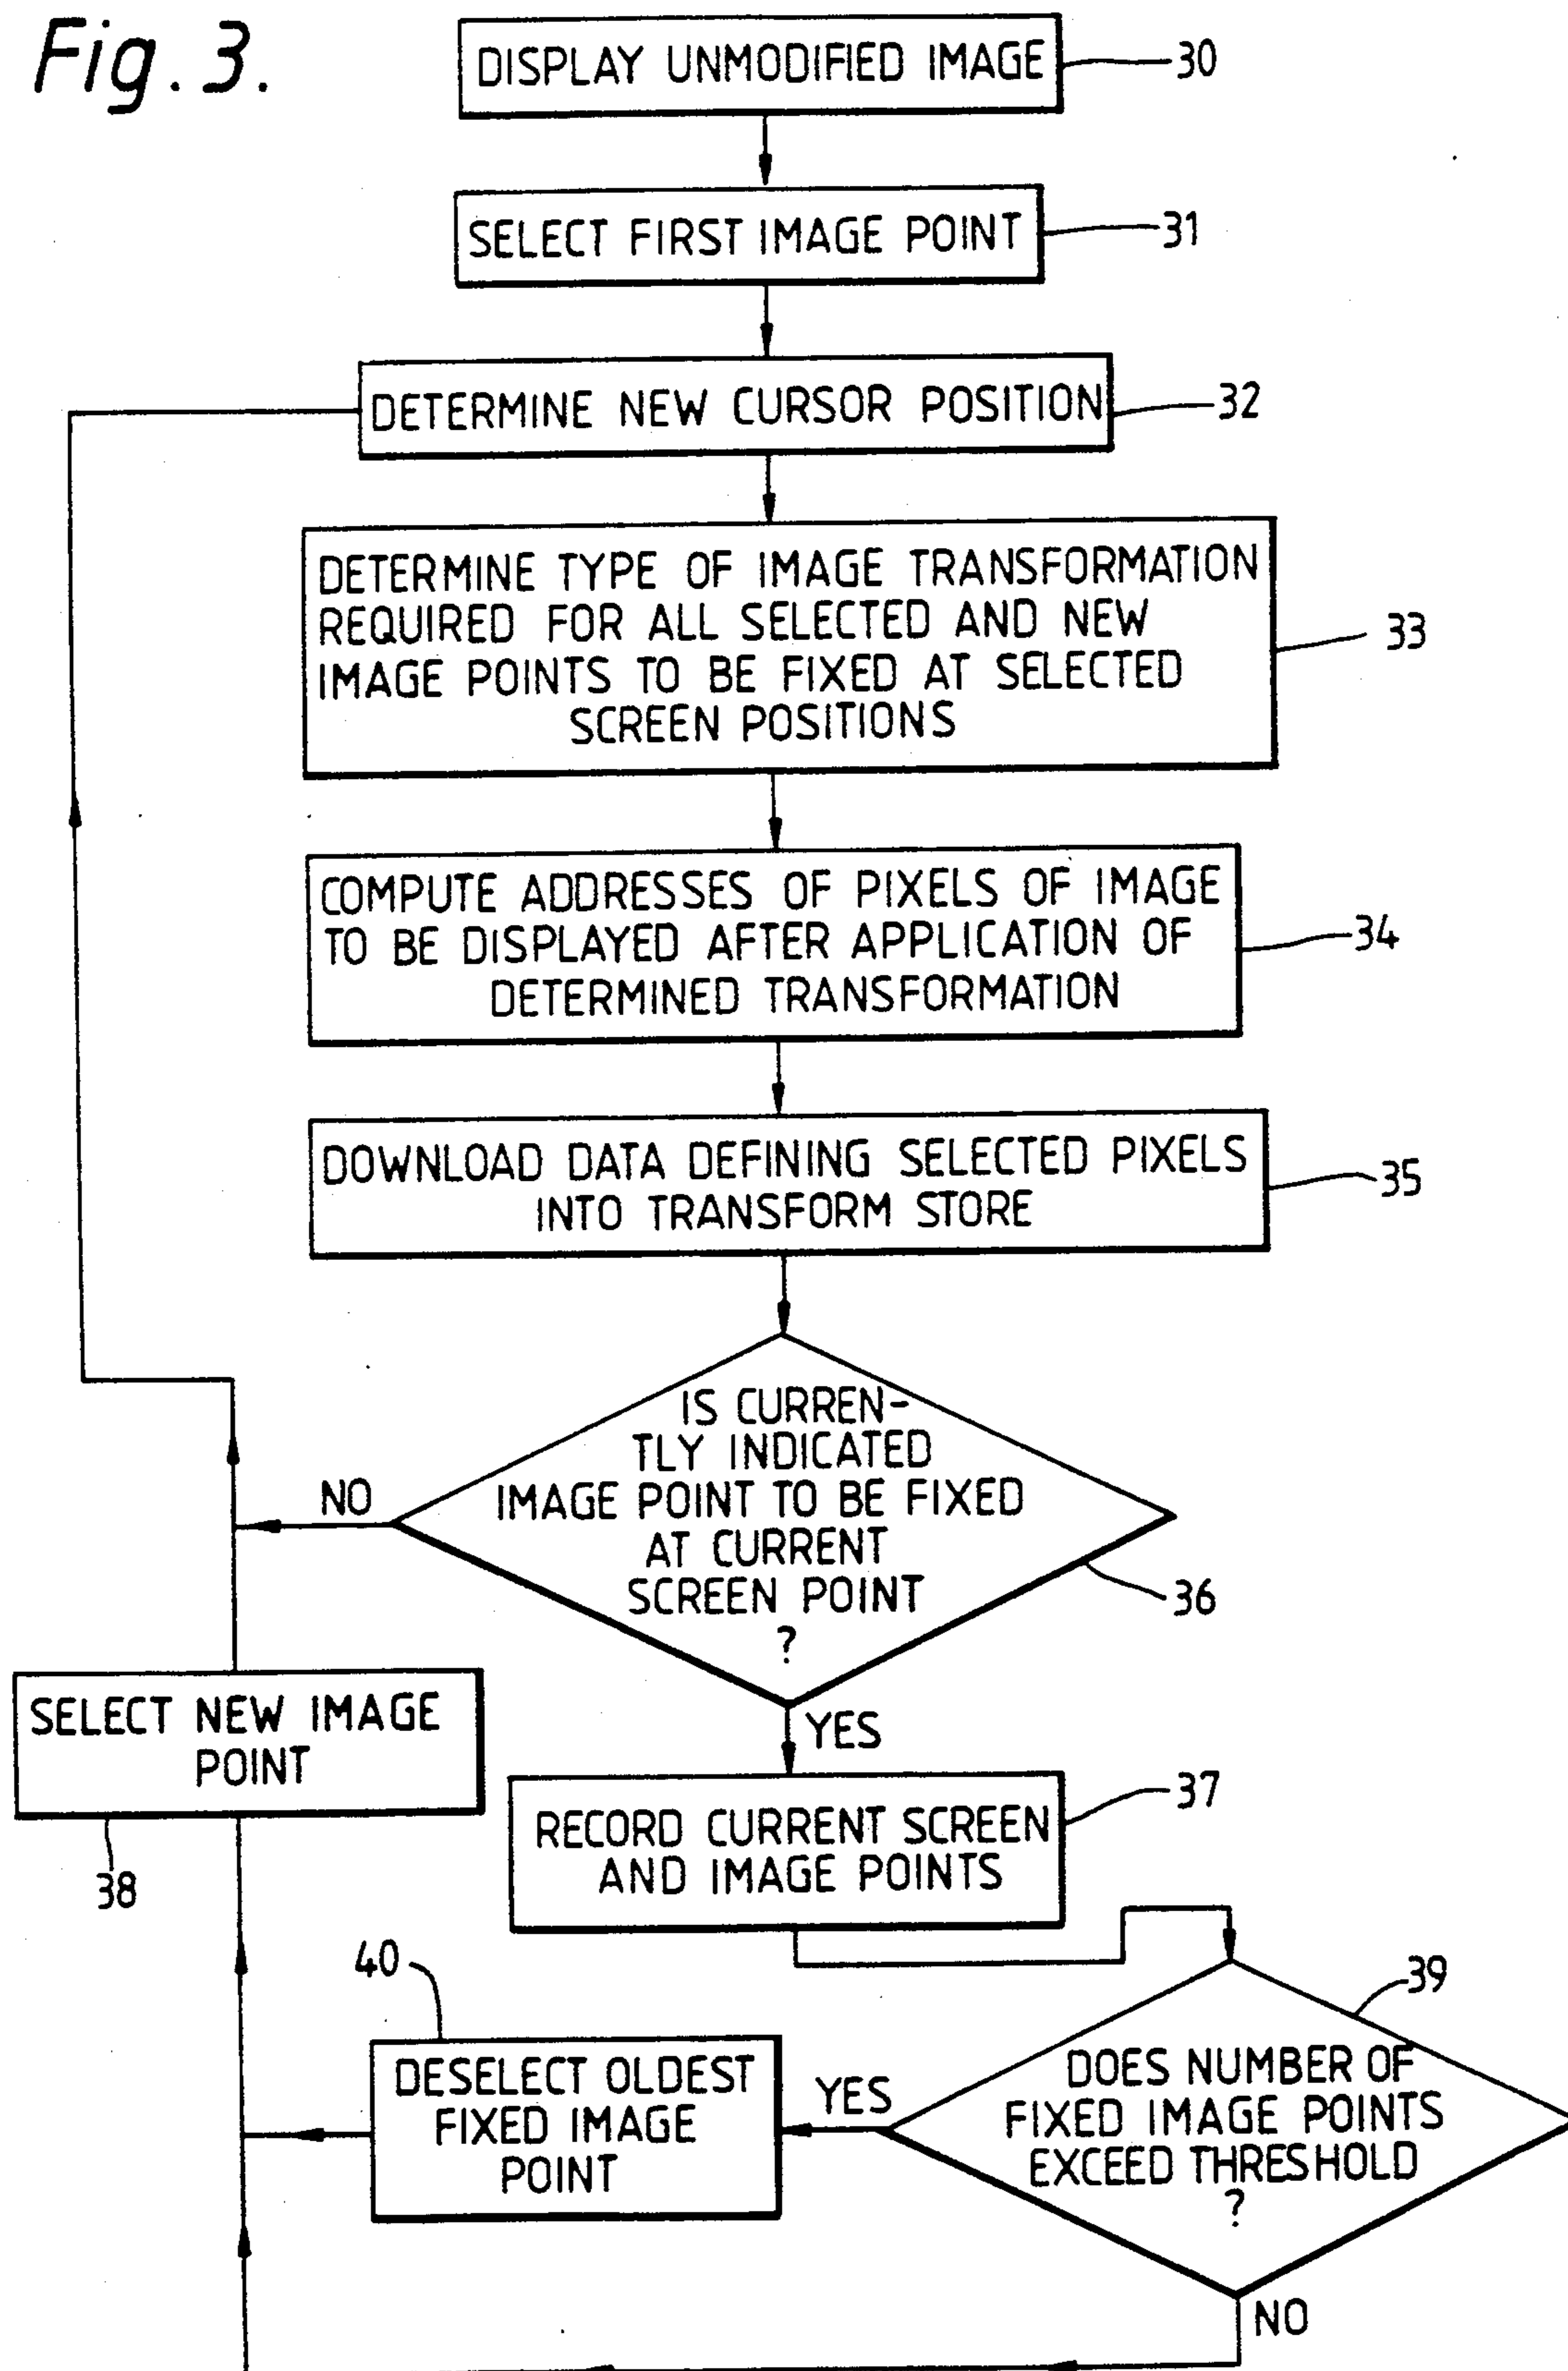 Fig. 3.
DISPLAY UNMODIFIED IMAGE
30
SELECT FIRST IMAGE POINT
31
DETERMINE NEW CURSOR POSITION
32
DETERMINE TYPE OF IMAGE TRANSFORMATION
REQUIRED FOR ALL SELECTED AND NEW
IMAGE POINTS TO BE FIXED AT SELECTED
SCREEN POSITIONS
33
COMPUTE ADDRESSES OF PIXELS OF IMAGE
TO BE DISPLAYED AFTER APPLICATION OF
DETERMINED TRANSFORMATION
34
DOWNLOAD DATA DEFINING SELECTED PIXELS
INTO TRANSFORM STORE
35
IS CURREN-
TLY INDICATED
IMAGE POINT TO BE FIXED
AT CURRENT
SCREEN POINT
?
36
NO
YES
SELECT NEW IMAGE
POINT
38
RECORD CURRENT SCREEN
AND IMAGE POINTS
37
40
DESELECT OLDEST
FIXED IMAGE
POINT
YES
39
DOES NUMBER OF
FIXED IMAGE POINTS
EXCEED THRESHOLD
?
NO